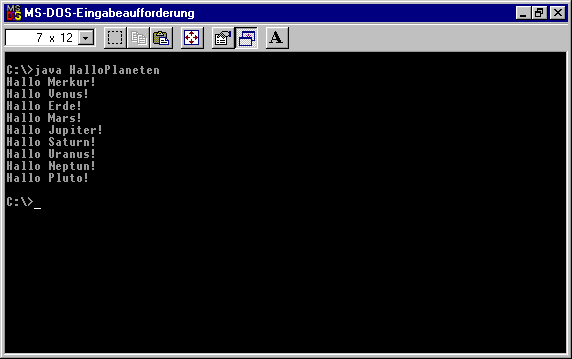 MS-DOS-Eingabeaufforderung
7 x 12
A
C:\>java HalloPlaneten
Hallo Merkur!
Hallo Venus!
Hallo Erde!
Hallo Mars!
Hallo Jupiter!
Hallo Saturn!
Hallo Uranus!
Hallo Neptun!
Hallo Pluto!
C:\>_